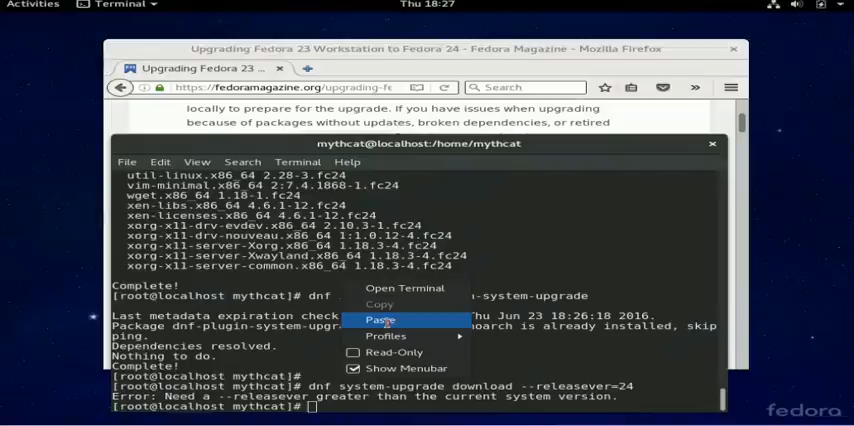 Activities Terminal Thu 18:27
Upgrading Fedora 23 Workstation to Fedora 24 - Fedora Magazine - Mozilla Firefox
Upgrading Fedora 23 ...
https://fedoramagazine.org/upgrading-fe
Search
locally to prepare for the upgrade. If you have issues when upgrading
because of packages without updates, broken dependencies, or retired
mythcat@localhost:/home/mythcat
File Edit View Search Terminal Help
util-linux.x86_64 2.28-3.fc24
vim-minimal.x86_64 2:7.4.1868-1.fc24
wget.x86_64 1.18-1.fc24
xen-libs.x86_64 4.6.1-12.fc24
xen-licenses.x86_64 4.6.1-12.fc24
xorg-x11-drv-evdev.x86_64 2.10.3-1.fc24
xorg-x11-drv-nouveau.x86_64 1:1.0.12-4.fc24
xorg-x11-server-Xorg.x86_64 1.18.3-4.fc24
xorg-x11-server-Xwayland.x86_64 1.18.3-4.fc24
xorg-x11-server-common.x86_64 1.18.3-4.fc24
Complete!
[root@localhost mythcat]# dnf n-system-upgrade
Last metadata expiration check Thu Jun 23 18:26:18 2016.
Package dnf-plugin-system-upgr noarch is already installed, skip
ping.
Dependencies resolved.
Nothing to do.
Complete!
[root@localhost mythcat]#
[root@localhost mythcat]# dnf system-upgrade download --releasever=24
Error: Need a --releasever greater than the current system version.
[root@localhost mythcat]#
Open Terminal
Copy
Paste
Profiles
Read-Only
Show Menubar
fedora